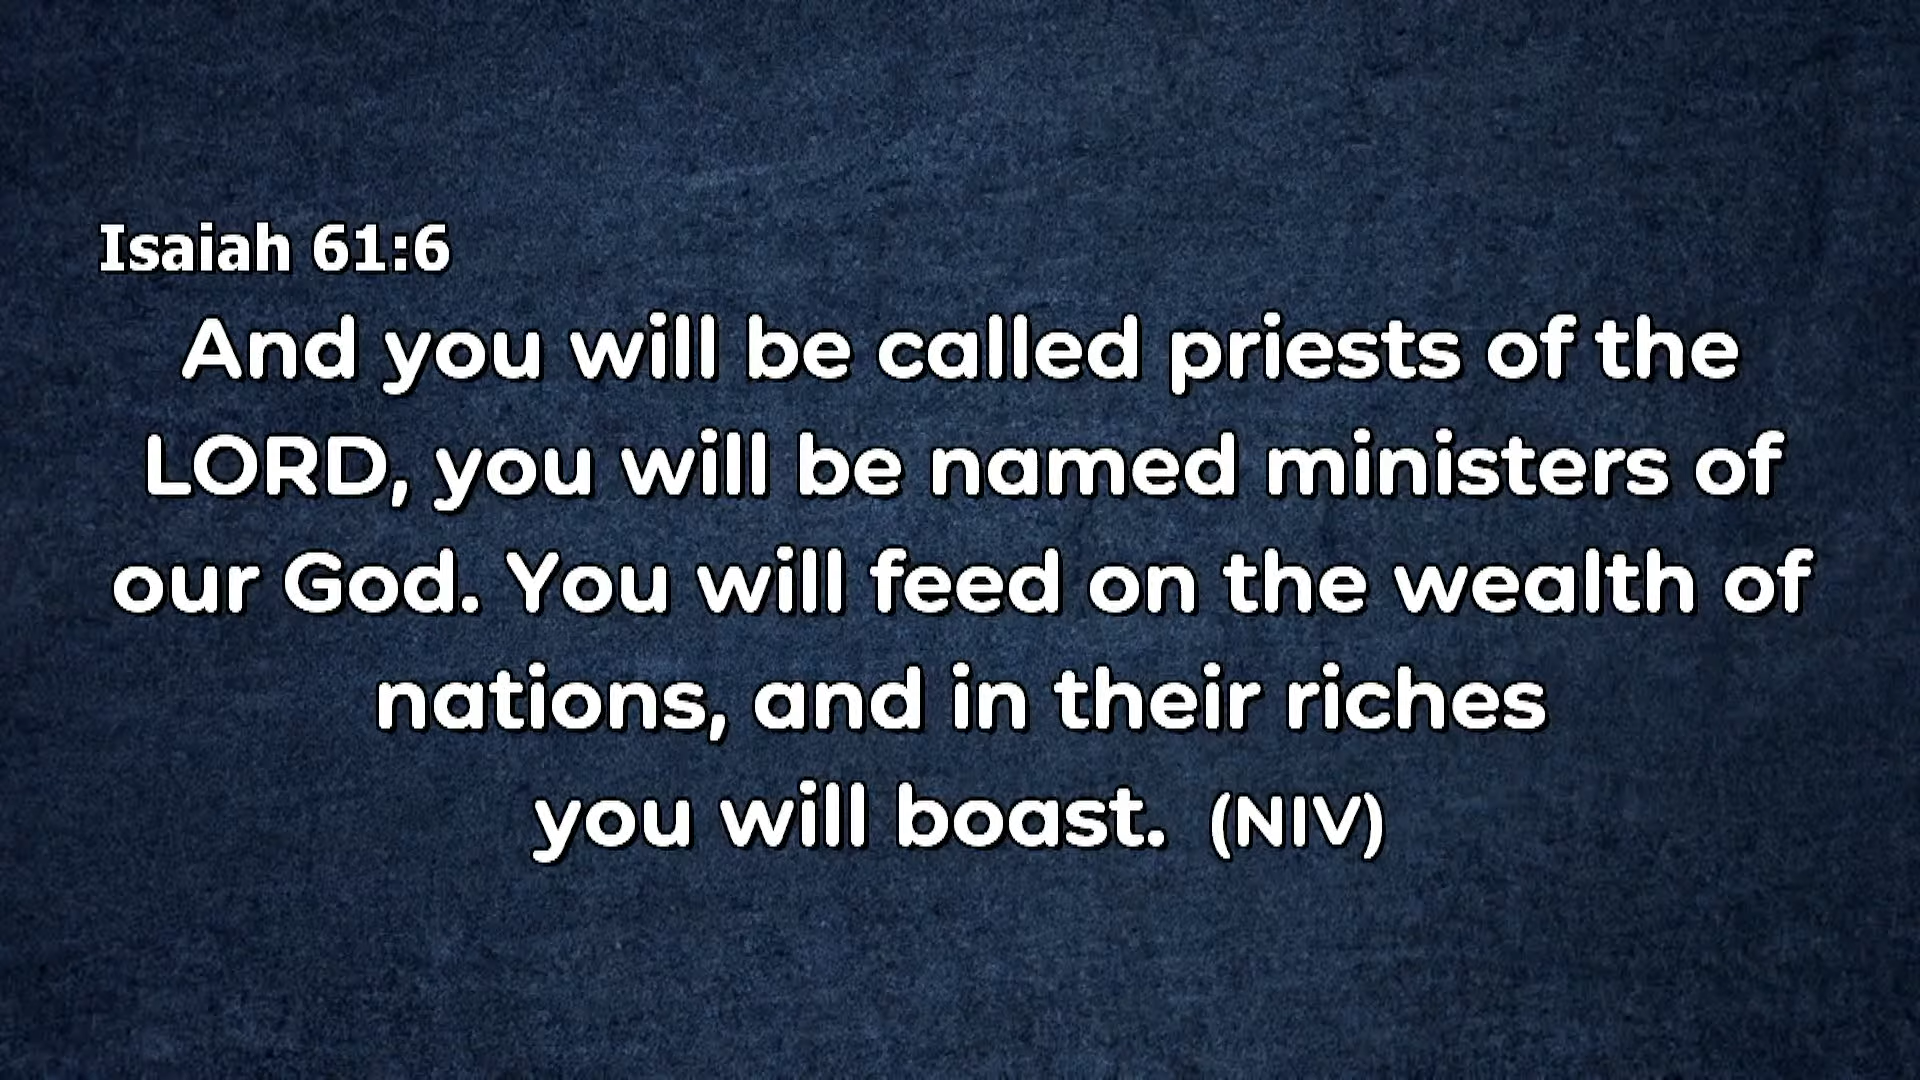 Isaiah 61:6
And you will be called priests of the
LORD, you will be named ministers of
our God. You will feed on the wealth of
nations, and in their riches
you will boast. (NIV)